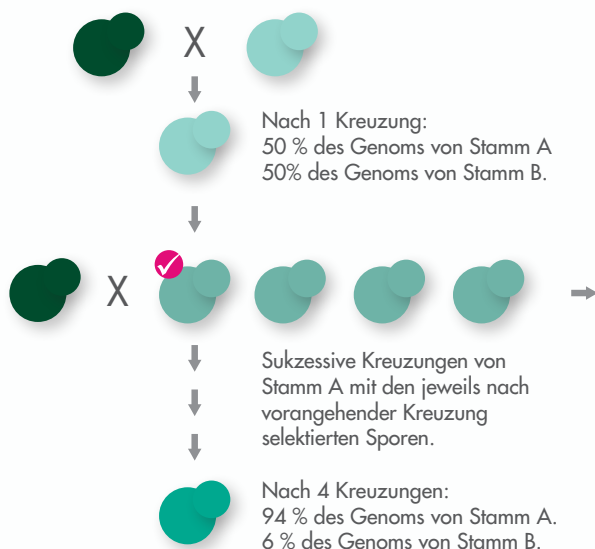 X
Nach 1 Kreuzung:
50 % des Genoms von Stamm A
50% des Genoms von Stamm B.
X
Sukzessive Kreuzungen von
Stamm A mit den jeweils nach
vorangehender Kreuzung
selektierten Sporen.
Nach 4 Kreuzungen:
94 % des Genoms von Stamm A.
6 % des Genoms von Stamm B.